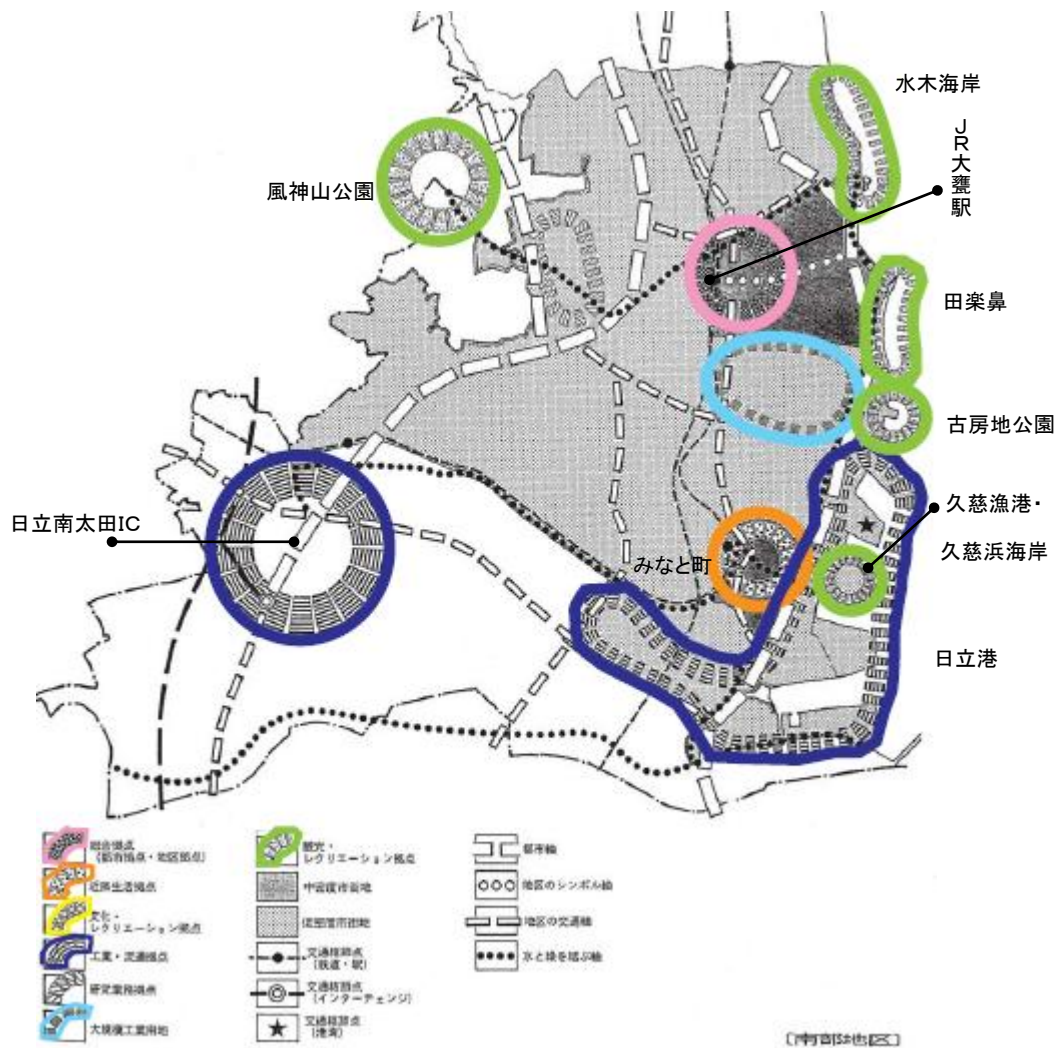 水木海岸
JR大甕駅
風神山公園
田楽鼻
古房地公園
日立南太田IC
久慈漁港・
久慈浜海岸
みなと町
日立港
総合拠点
(都市拠点・地区拠点)
近隣生活拠点
文化・
レクリエーション拠点
工業・流通拠点
研究業務拠点
大規模工業用地
観光・
レクリエーション拠点
中密度市街地
低密度市街地
交通結節点
(鉄道・駅)
交通結節点
(インターチェンジ)
交通結節点
(港湾)
都市軸
地区のシンボル軸
地区の交通軸
水と緑を結ぶ軸
〔南部地区〕